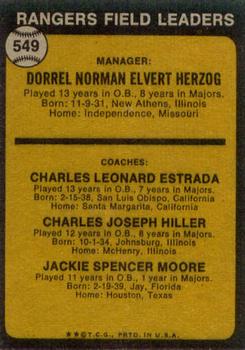 RANGERS FIELD LEADERS
549
MANAGER:
DORREL NORMAN ELVERT HERZOG
Played 13 years in O.B., 8 years in Majors.
Born: 11-9-31, New Athens, Illinois
Home: Independence, Missouri
COACHES:
CHARLES LEONARD ESTRADA
Played 13 years in O.B., 7 years in Majors.
Born: 2-15-38, San Luis Obispo, California
Home: Santa Margarita, California
CHARLES JOSEPH HILLER
Played 12 years in O.B., 8 years in Majors.
Born: 10-1-34, Johnsburg, Illinois
Home: McHenry, Illinois
JACKIE SPENCER MOORE
Played 11 years in O.B., 1 year in Majors.
Born: 2-19-39, Jay, Florida
Home: Houston, Texas
★★©T.C.G., PRTD. IN U.S.A.